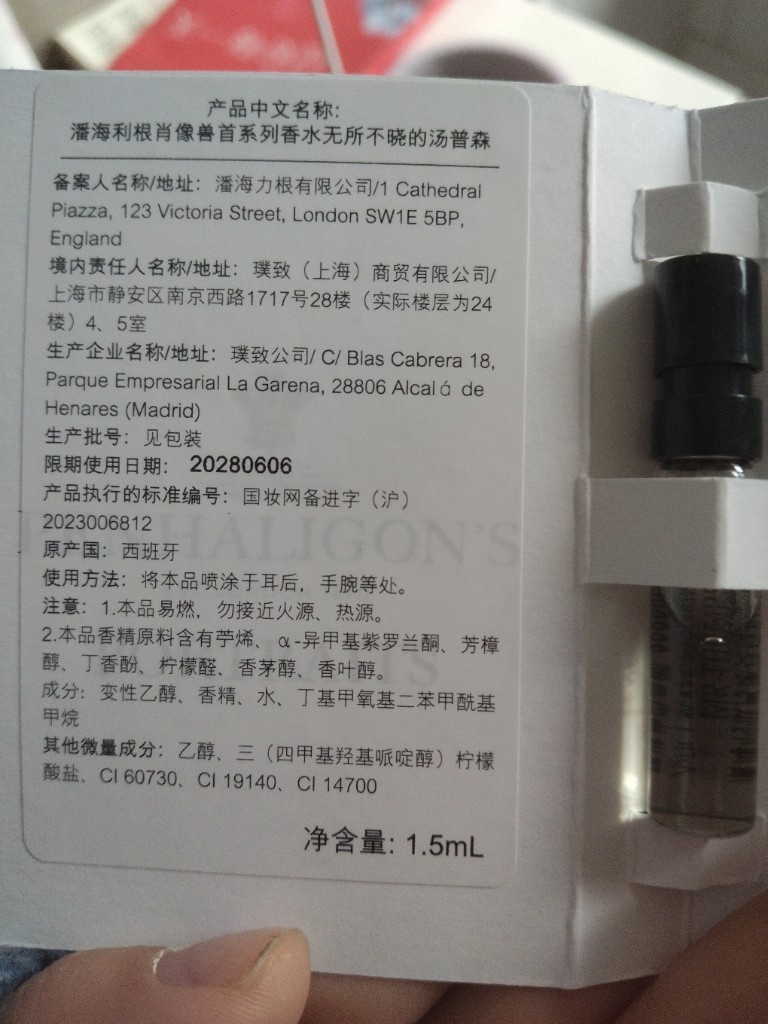 产品中文名称:
潘海利根肖像兽首系列香水无所不晓的汤普森
备案人名称/地址：潘海力根有限公司/1 Cathedral
Piazza, 123 Victoria Street, London SW1E 5BP,
England
境内责任人名称/地址：璞致（上海）商贸有限公司/
上海市静安区南京西路1717号28楼（实际楼层为24
楼）4、5室
生产企业名称/地址：璞致公司/ C/ Blas Cabrera 18,
Parque Empresarial La Garena, 28806 Alcalá de
Henares (Madrid)
生产批号：见包装
限期使用日期： 20280606
产品执行的标准编号：国妆网备进字（沪）
2023006812
原产国：西班牙
使用方法：将本品喷涂于耳后，手腕等处。
注意：1.本品易燃，勿接近火源、热源。
2.本品香精原料含有苧烯、α-异甲基紫罗兰酮、芳樟
醇、丁香酚、柠檬醛、香茅醇、香叶醇。
成分：变性乙醇、香精、水、丁基甲氧基二苯甲酰基
甲烷
其他微量成分：乙醇、三（四甲基羟基哌啶醇）柠檬
酸盐、CI 60730、CI 19140、CI 14700
净含量: 1.5mL
HALIGON'S